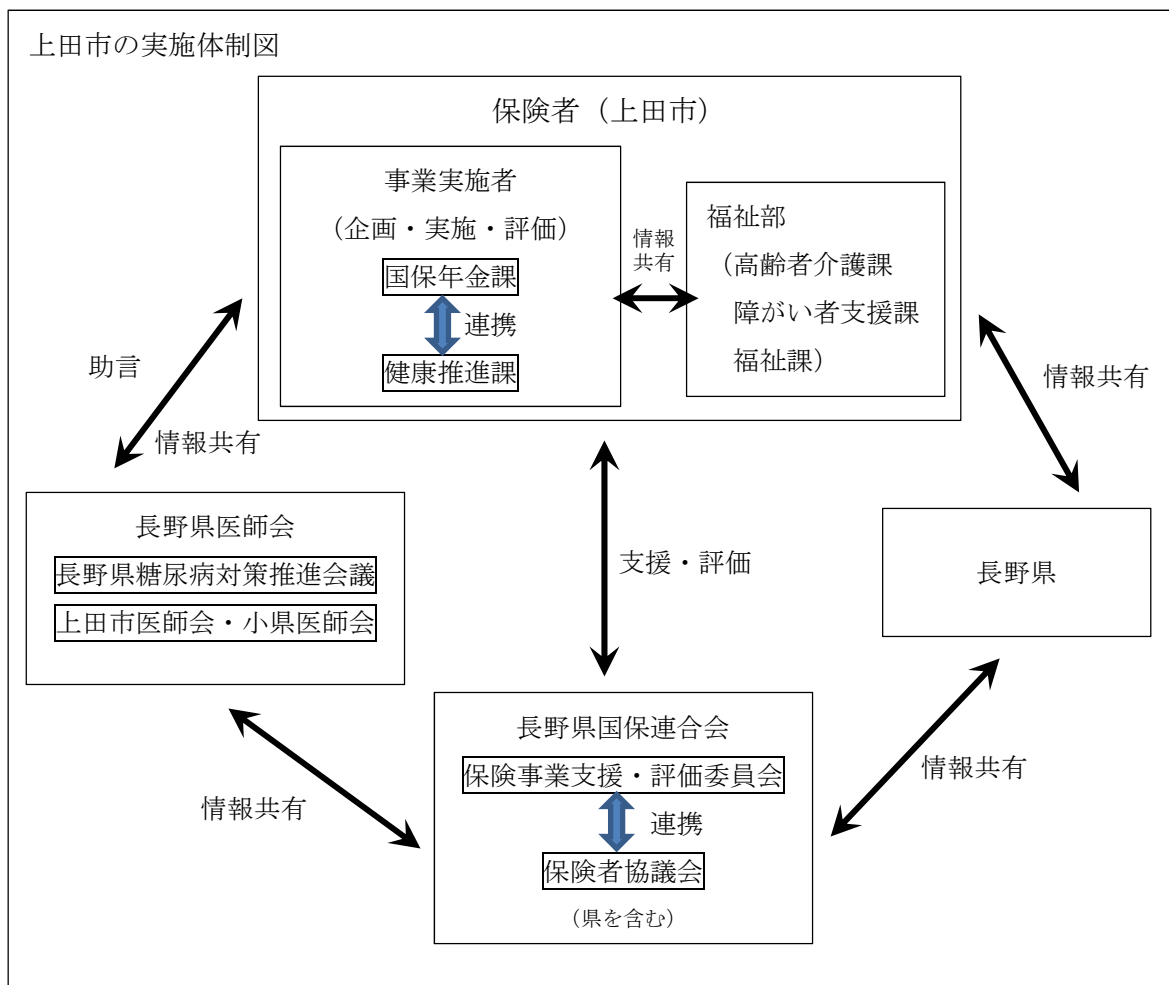 上田市の実施体制図
保険者（上田市）
事業実施者
（企画・実施・評価）
国保年金課
連携
健康推進課
情報
共有
福祉部
（高齢者介護課
障がい者支援課
福祉課）
助言
情報共有
情報共有
長野県医師会
長野県糖尿病対策推進会議
上田市医師会・小県医師会
支援・評価
長野県
長野県国保連合会
保険事業支援・評価委員会
連携
保険者協議会
（県を含む）
情報共有
情報共有